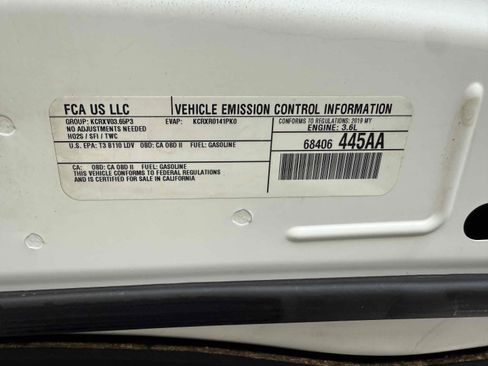 FCA US LLC
VEHICLE EMISSION CONTROL INFORMATION
GROUP: KCRXV03.65P3 EVAP: KCRXR0141PK0
NO ADJUSTMENTS NEEDED
HO2S / SFI / TWC
CONFORMS TO REGULATIONS: 2019 MY
ENGINE: 3.6L
U.S. EPA: T3 B110 LDV OBD: CA OBD II FUEL: GASOLINE
68406 445AA
CA: OBD: CA OBD II FUEL: GASOLINE
THIS VEHICLE CONFORMS TO FEDERAL REGULATIONS
AND IS CERTIFIED FOR SALE IN CALIFORNIA